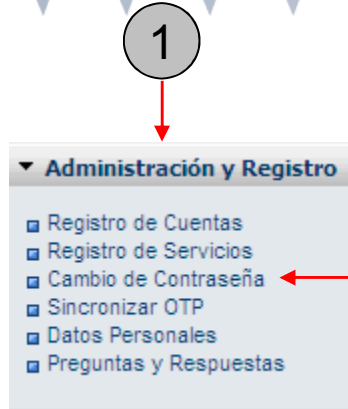 1
Administración y Registro
Registro de Cuentas
Registro de Servicios
Cambio de Contraseña
Sincronizar OTP
Datos Personales
Preguntas y Respuestas